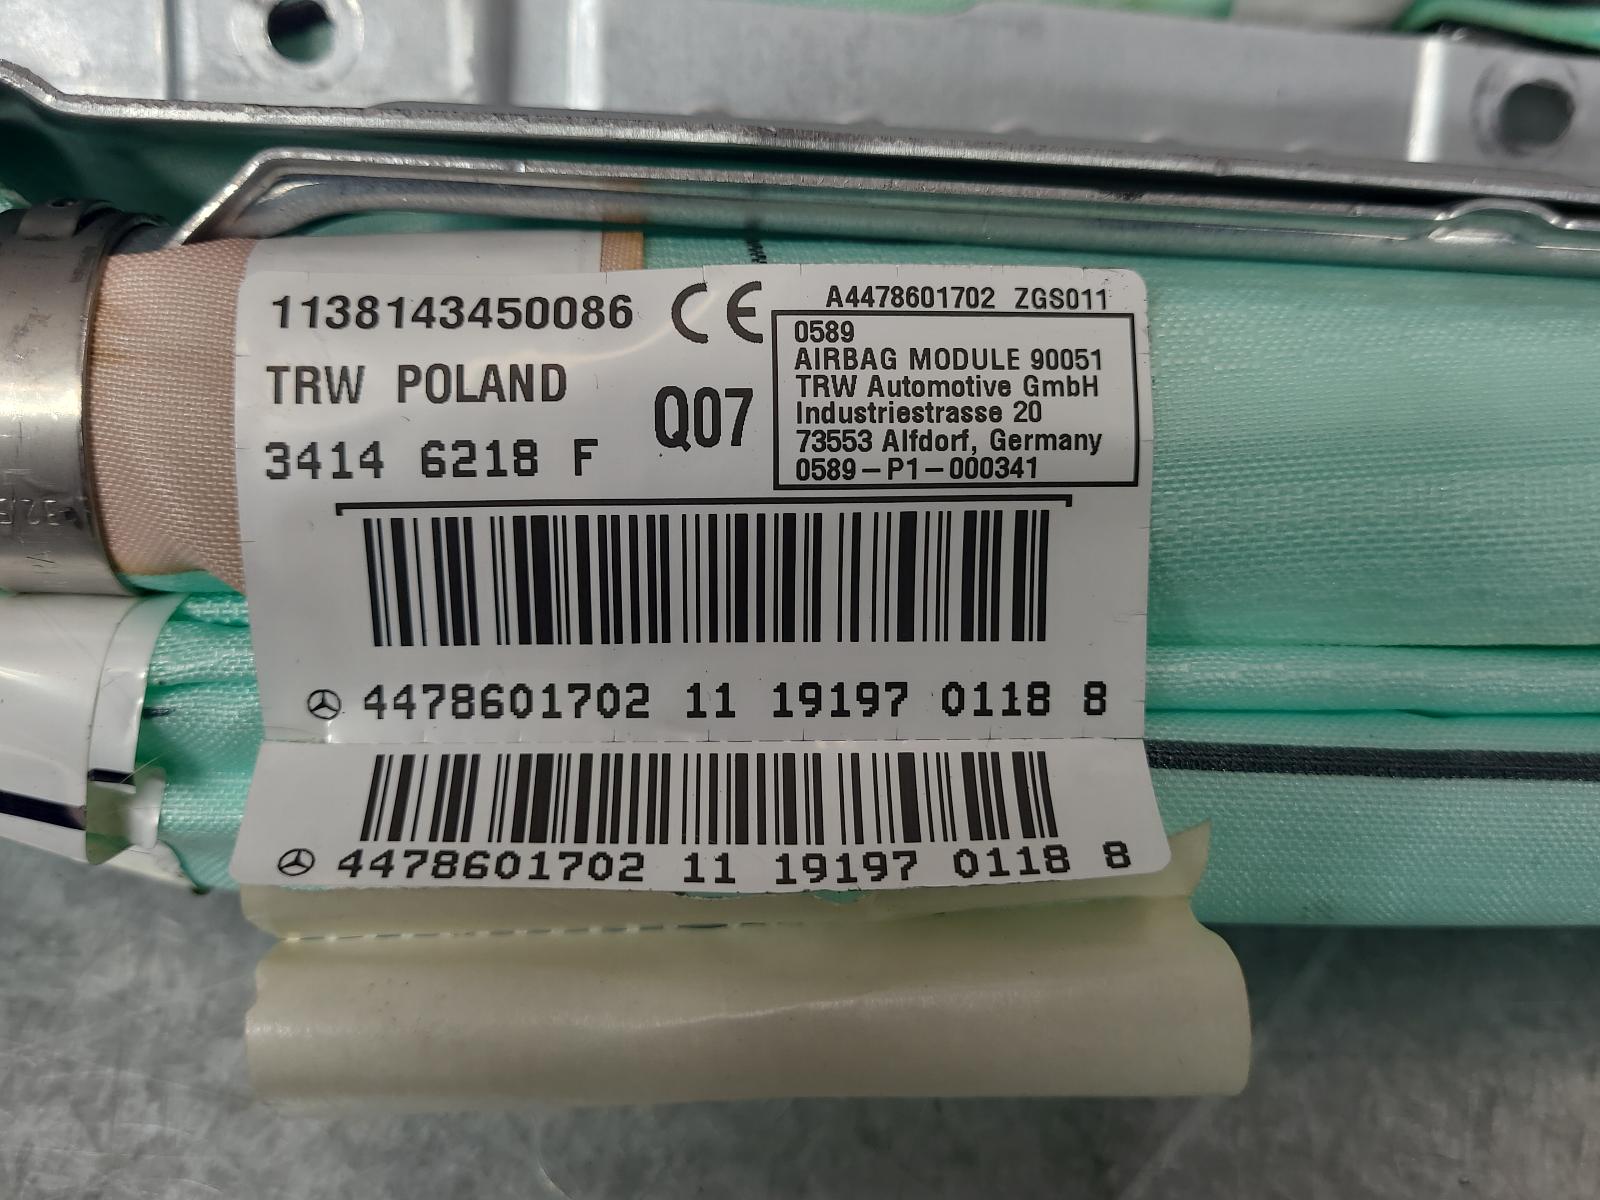 1138143450086
CE
TRW POLAND
3414 6218 F
Q07
A4478601702 ZGS011
0589
AIRBAG MODULE 90051
TRW Automotive GmbH
Industriestrasse 20
73553 Alfdorf, Germany
0589-P1-000341
4478601702 11 19197 0118 8
4478601702 11 19197 0118 8